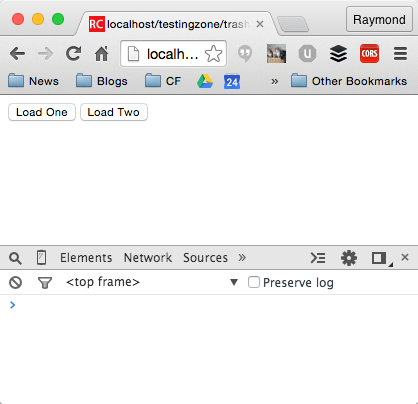 RC localhost/testingzone/trash Raymond
localh...
News Blogs CF 24 U CORS » Other Bookmarks
Load One Load Two
Elements Network Sources »
<top frame> Preserve log